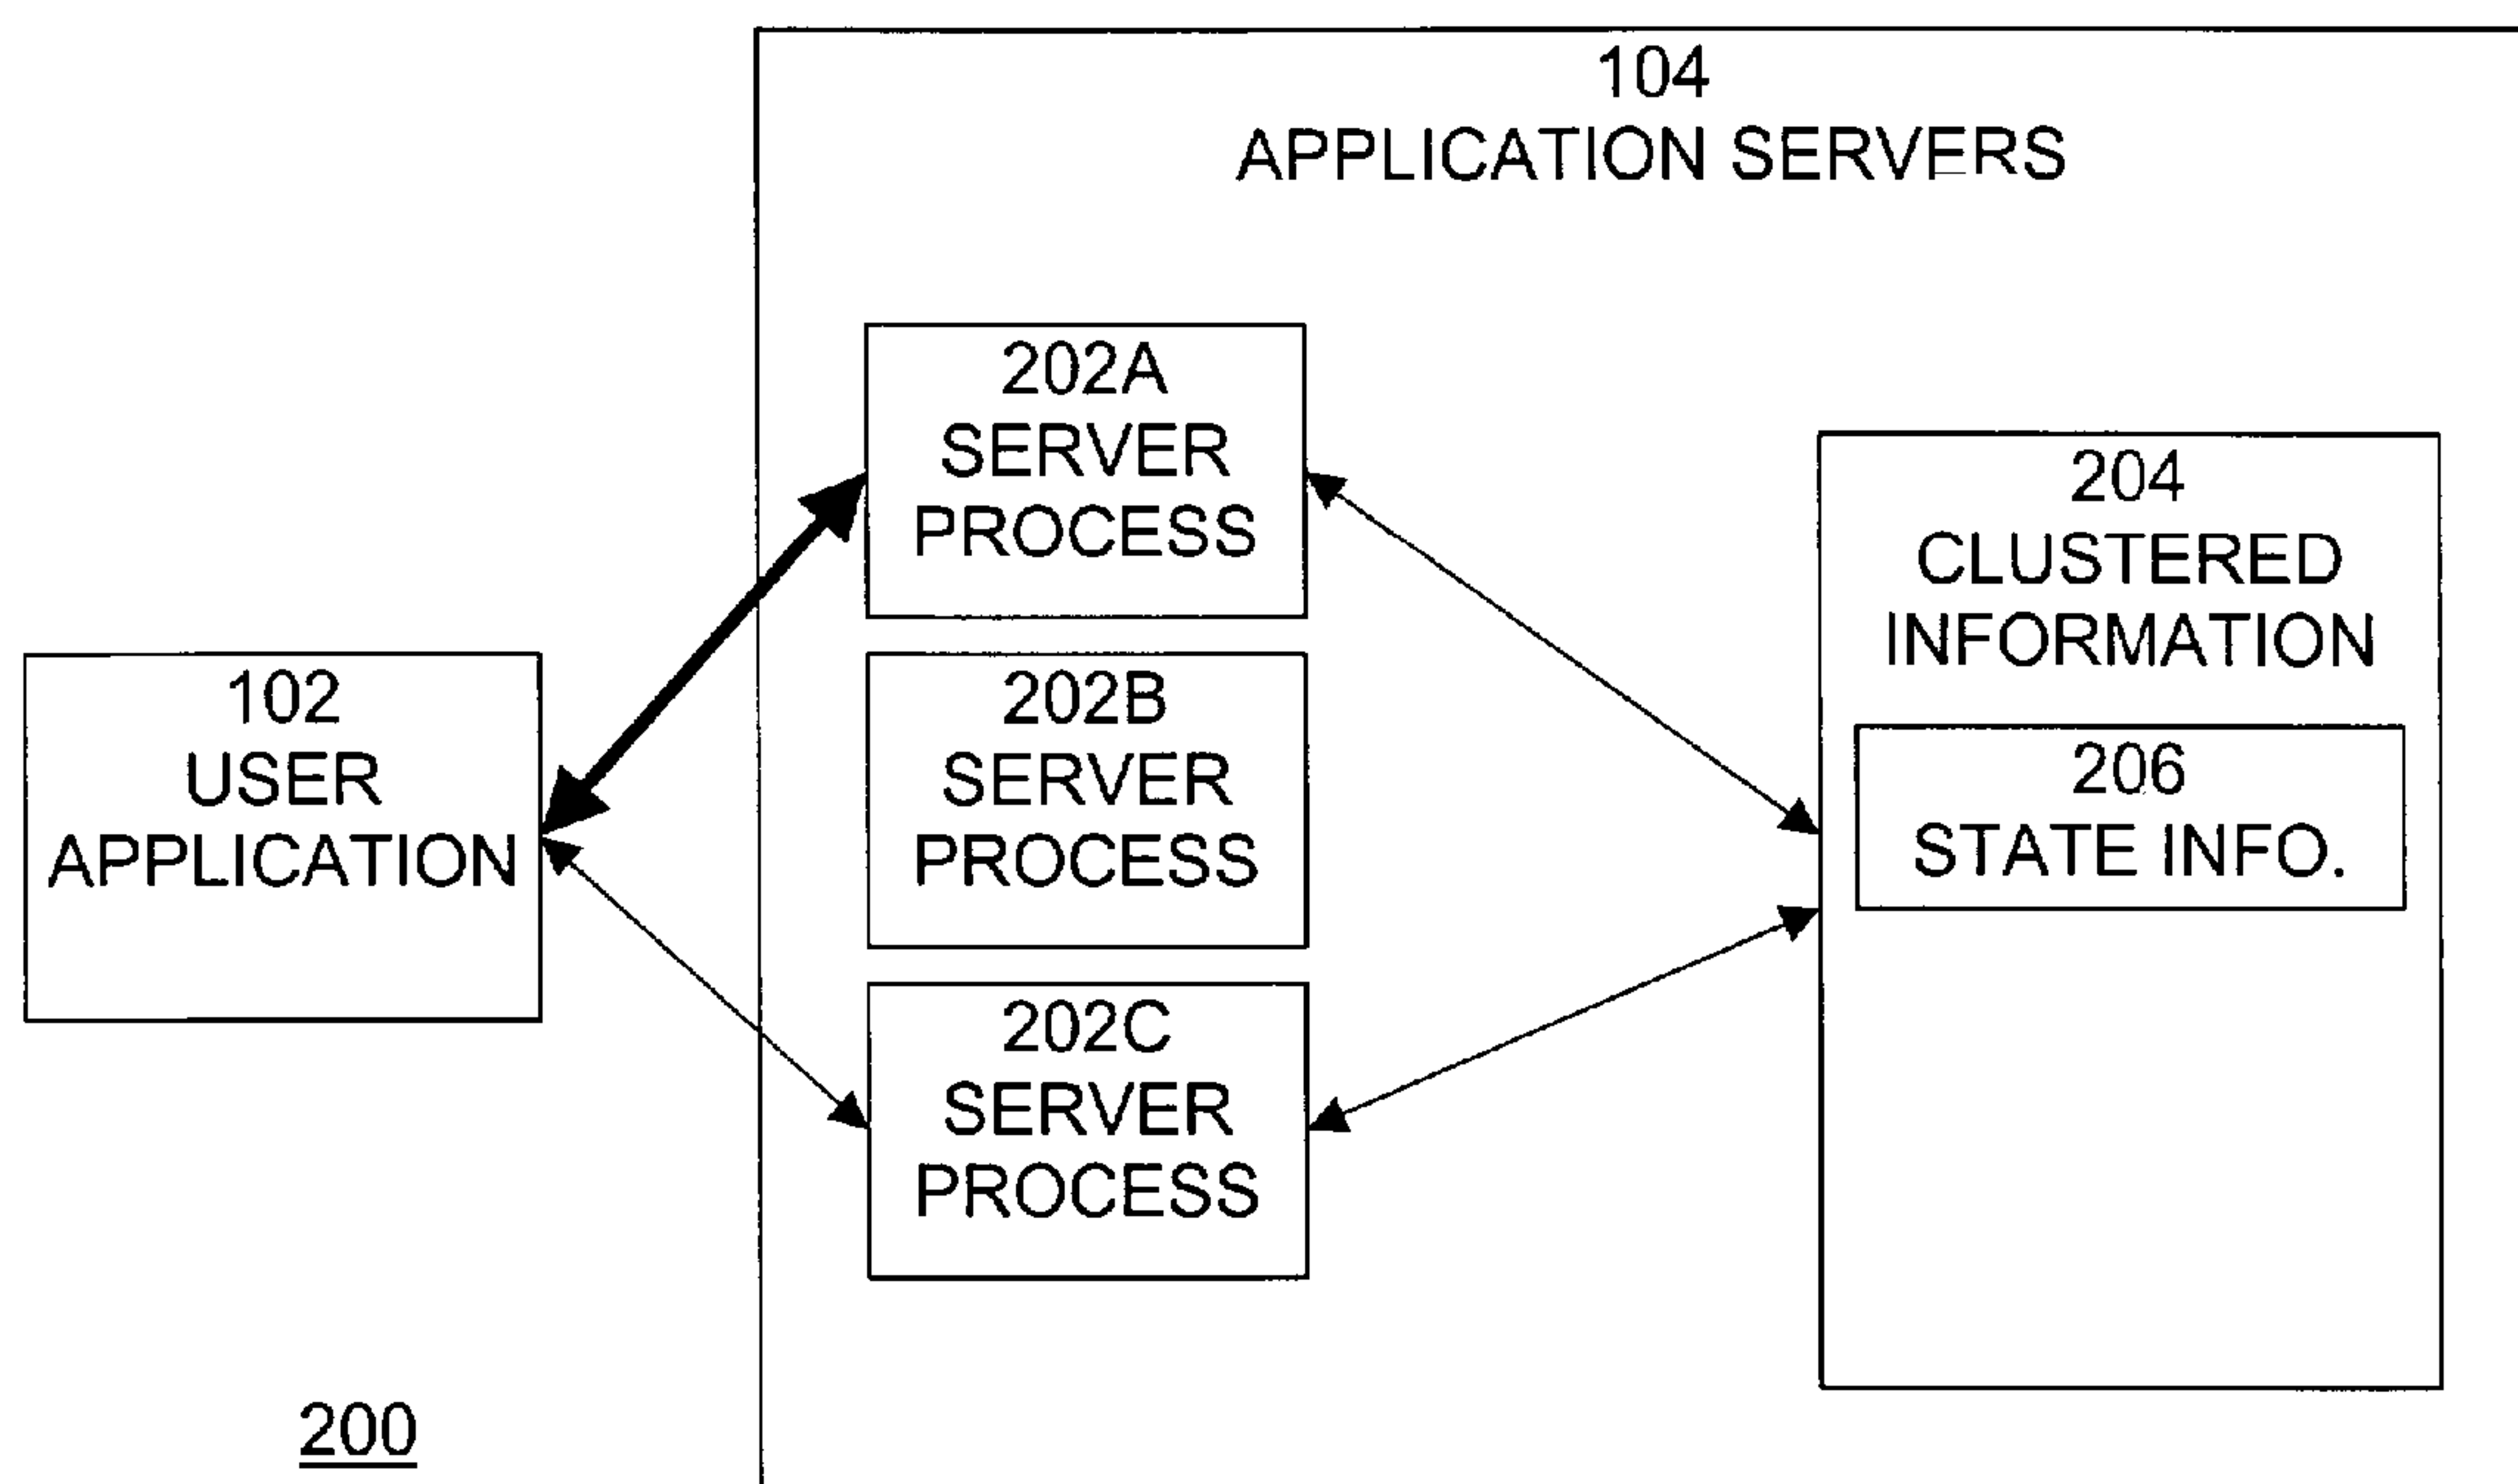 104
APPLICATION SERVERS
202A
SERVER
PROCESS
204
CLUSTERED
INFORMATION
102
USER
APPLICATION
202B
SERVER
PROCESS
206
STATE INFO.
202C
SERVER
PROCESS
200